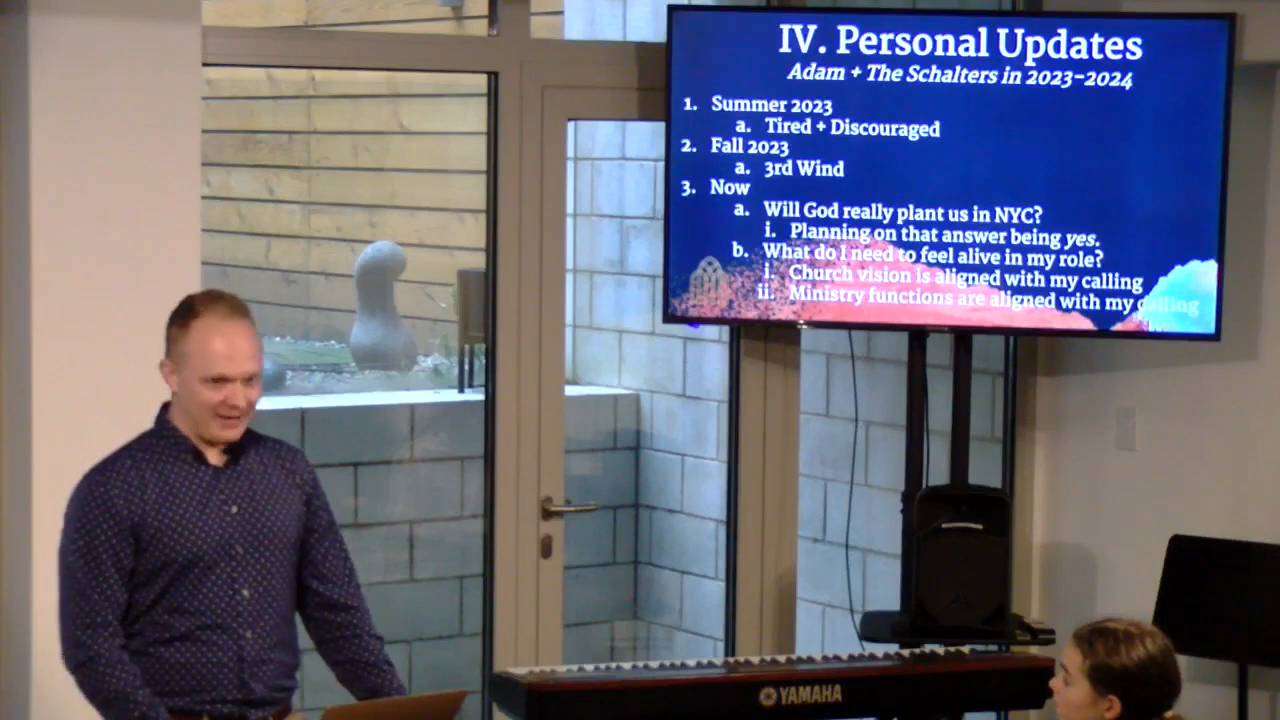 IV. Personal Updates
Adam + The Schalters in 2023-2024
1. Summer 2023
a. Tired + Discouraged
2. Fall 2023
a. 3rd Wind
3. Now
a. Will God really plant us in NYC?
i. Planning on that answer being yes.
b. What do I need to feel alive in my role?
i. Church vision is aligned with my calling
ii. Ministry functions are aligned with my calling
YAMAHA